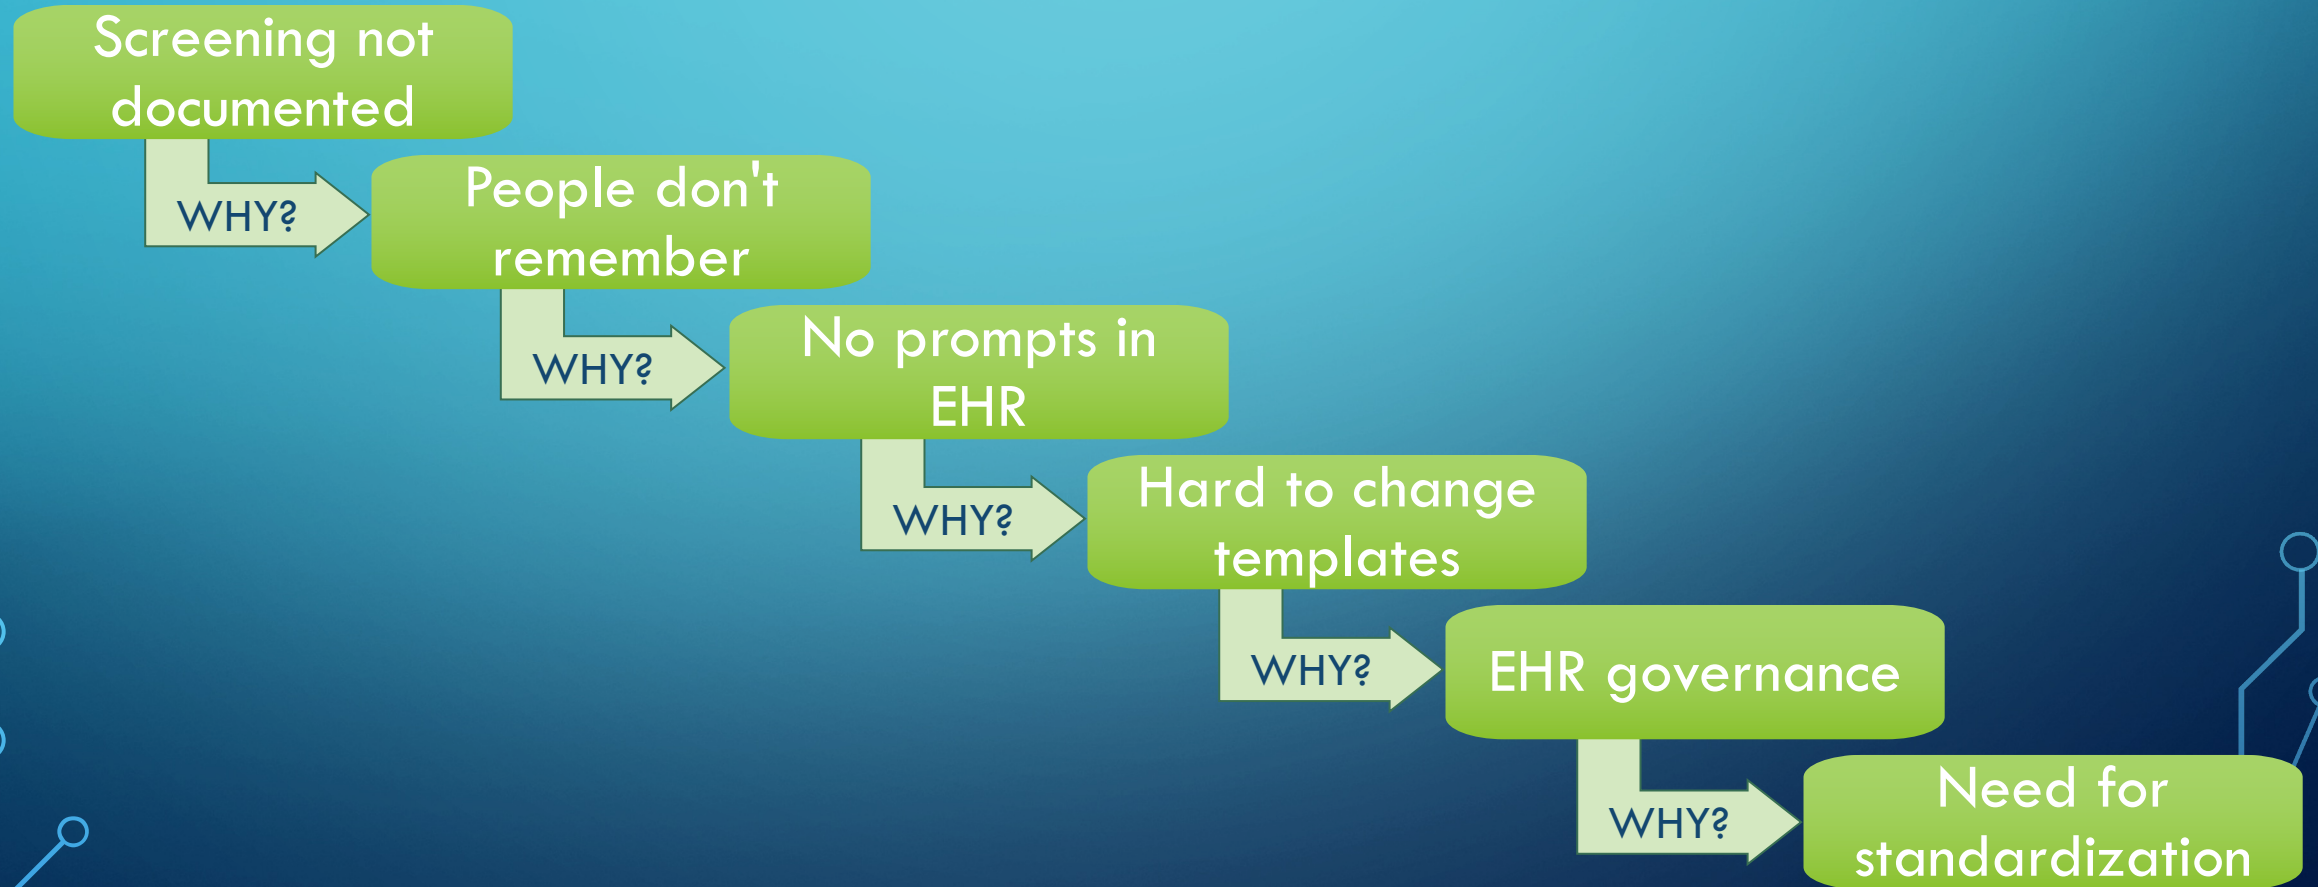 Screening not
documented
WHY?
People don't
remember
WHY?
No prompts in
EHR
WHY?
Hard to change
templates
WHY?
EHR governance
WHY?
Need for
standardization